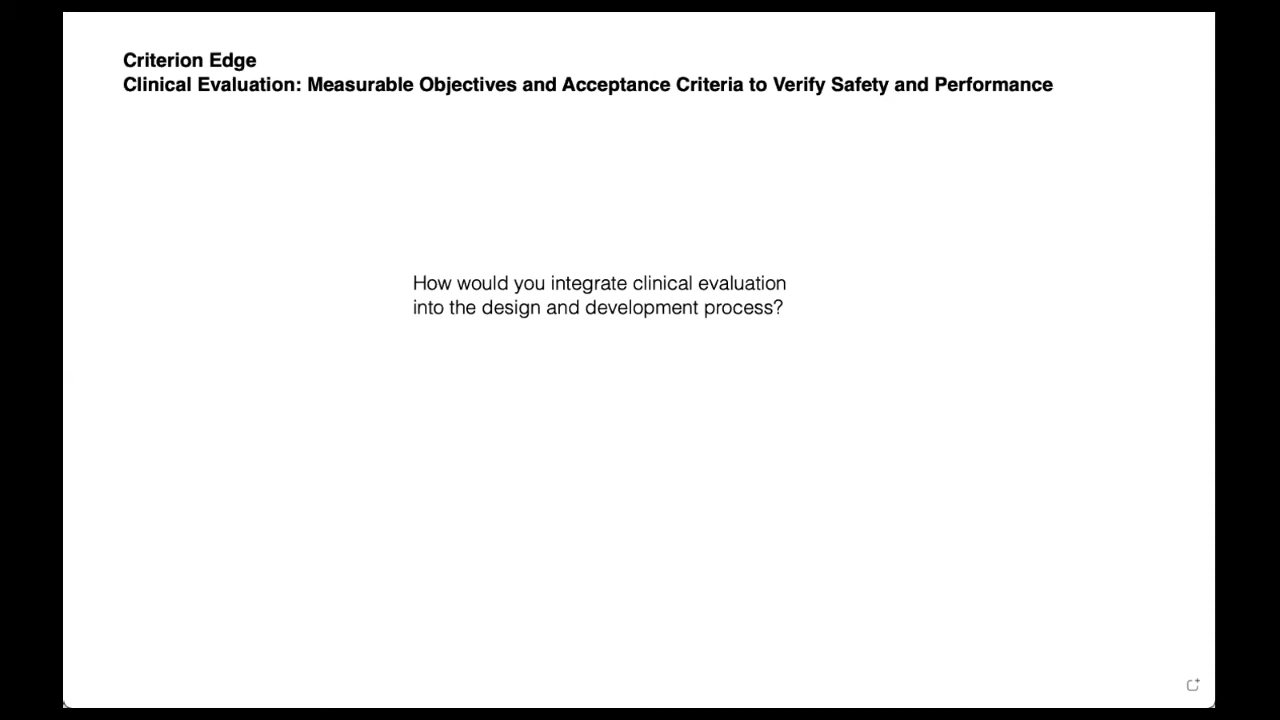 Criterion Edge
Clinical Evaluation: Measurable Objectives and Acceptance Criteria to Verify Safety and Performance
How would you integrate clinical evaluation
into the design and development process?